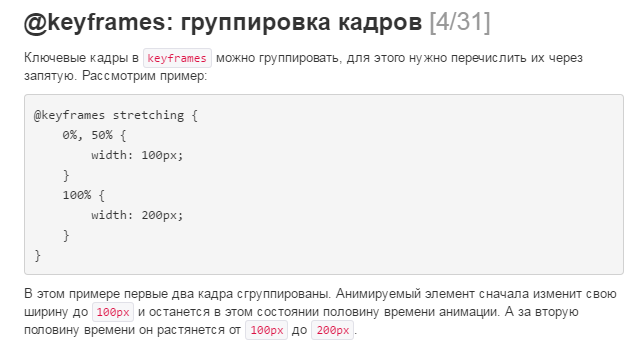 @keyframes: группировка кадров [4/31]
Ключевые кадры в keyframes можно группировать, для этого нужно перечислить их через
запятую. Рассмотрим пример:
@keyframes stretching {
    0%, 50% {
        width: 100px;
    }
    100% {
        width: 200px;
    }
}
В этом примере первые два кадра сгруппированы. Анимируемый элемент сначала изменит свою
ширину до 100px и останется в этом состоянии половину времени анимации. А за вторую
половину времени он растянется от 100px до 200px.